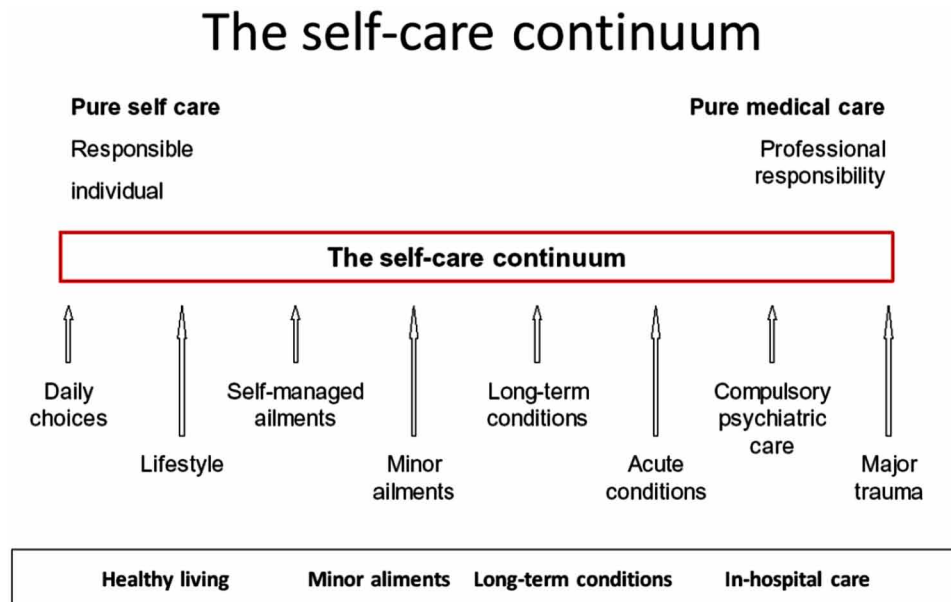 The self-care continuum
Pure self care
Responsible
individual
Pure medical care
Professional
responsibility
The self-care continuum
Daily
choices
Lifestyle
Self-managed
ailments
Minor
ailments
Long-term
conditions
Acute
conditions
Compulsory
psychiatric
care
Major
trauma
Healthy living
Minor aliments
Long-term conditions
In-hospital care